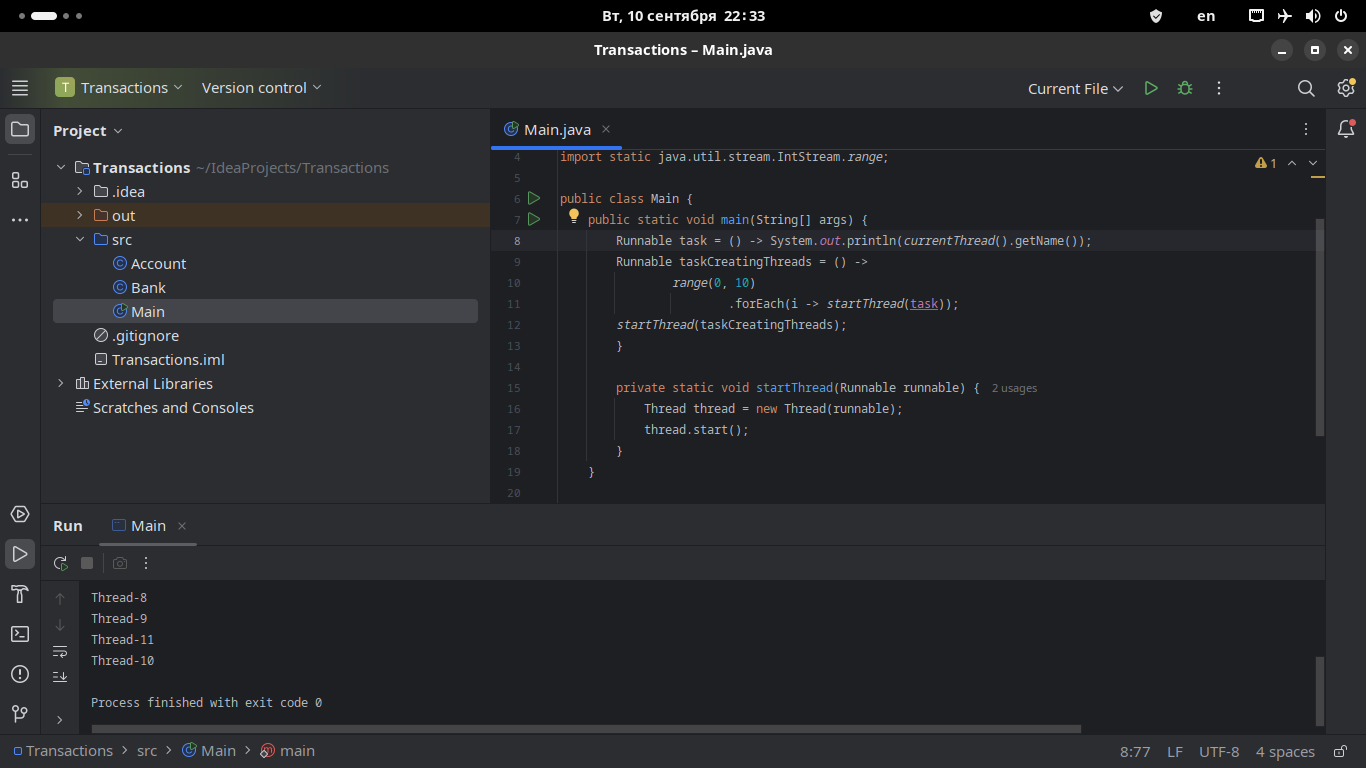 Вт, 10 сентября 22:33
en
Transactions – Main.java
T Transactions Version control Current File
Project
Main.java
Transactions ~/IdeaProjects/Transactions
.idea
out
src
Account
Bank
Main
.gitignore
Transactions.iml
External Libraries
Scratches and Consoles
1
4 import static java.util.stream.IntStream.range;
5
6 public class Main {
7 public static void main(String[] args) {
8 Runnable task = () -> System.out.println(currentThread().getName());
9 Runnable taskCreatingThreads = () ->
10 range(0, 10)
11 .forEach(i -> startThread(task));
12 startThread(taskCreatingThreads);
13 }
14
15 private static void startThread(Runnable runnable) { 2 usages
16 Thread thread = new Thread(runnable);
17 thread.start();
18 }
19 }
20
Run Main
Thread-8
Thread-9
Thread-11
Thread-10
Process finished with exit code 0
Transactions > src > Main > main
8:77 LF UTF-8 4 spaces